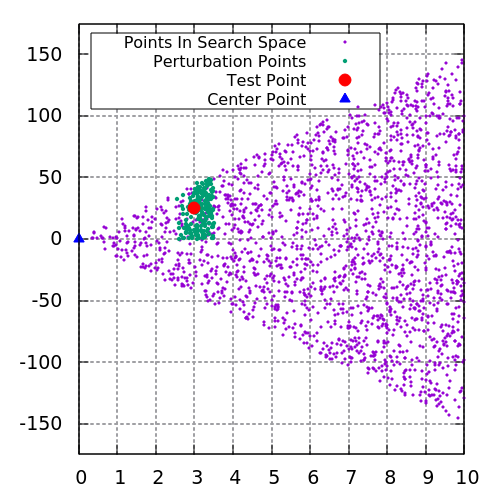 150
100
50
0
-50
-100
-150
Points In Search Space
Perturbation Points
Test Point
Center Point
0 1 2 3 4 5 6 7 8 9 10